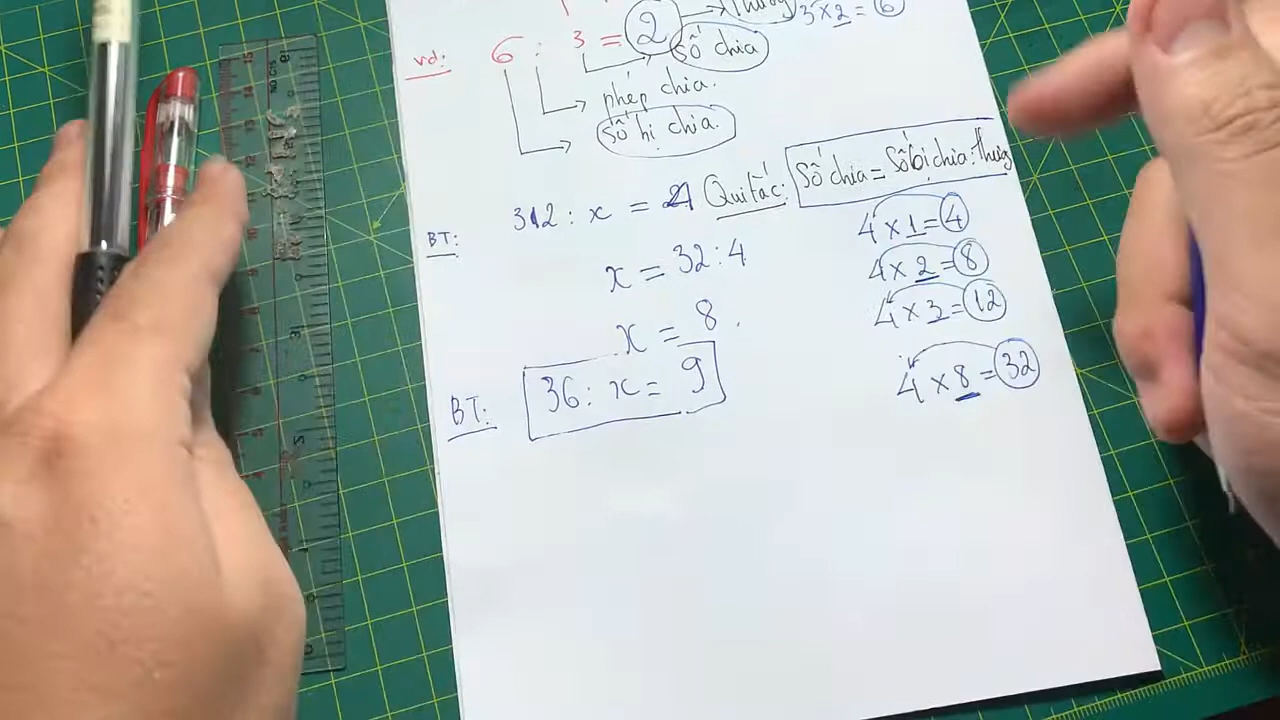 3 x 2 = 6
vd: 6 : 3 = 2
số chia
phép chia.
số bị chia.
Qui tắc: Số chia = Số bị chia : Thương
BT: 312 : x = 4
x = 32 : 4
x = 8.
4 x 1 = 4
4 x 2 = 8
4 x 3 = 12
4 x 8 = 32
BT: 36 : x = 9